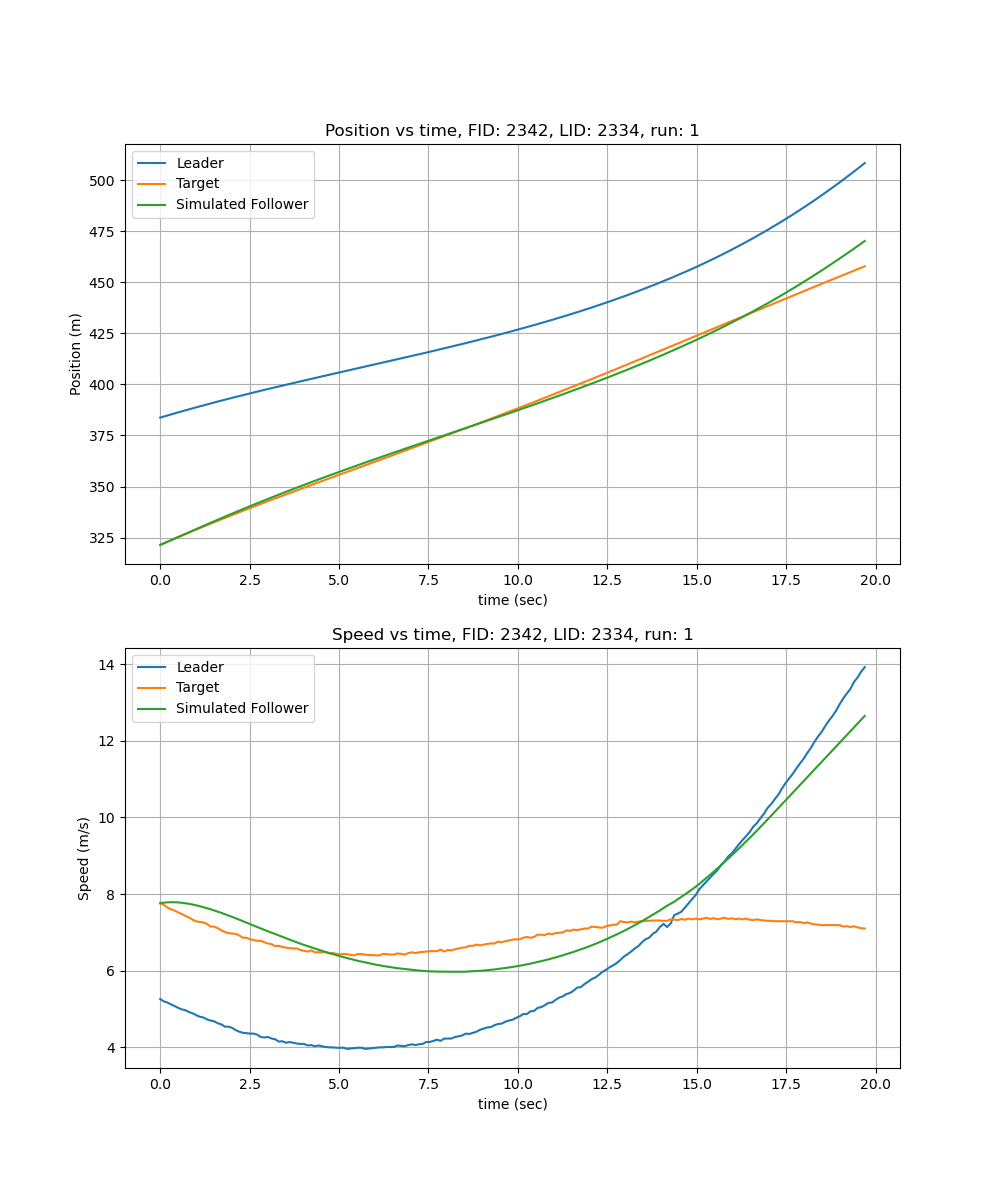 Position vs time, FID: 2342, LID: 2334, run: 1
Leader
Target
Simulated Follower
500
475
450
425
400
375
350
325
Position (m)
0.0 2.5 5.0 7.5 10.0 12.5 15.0 17.5 20.0
time (sec)
Speed vs time, FID: 2342, LID: 2334, run: 1
Leader
Target
Simulated Follower
14
12
10
8
6
4
Speed (m/s)
0.0 2.5 5.0 7.5 10.0 12.5 15.0 17.5 20.0
time (sec)